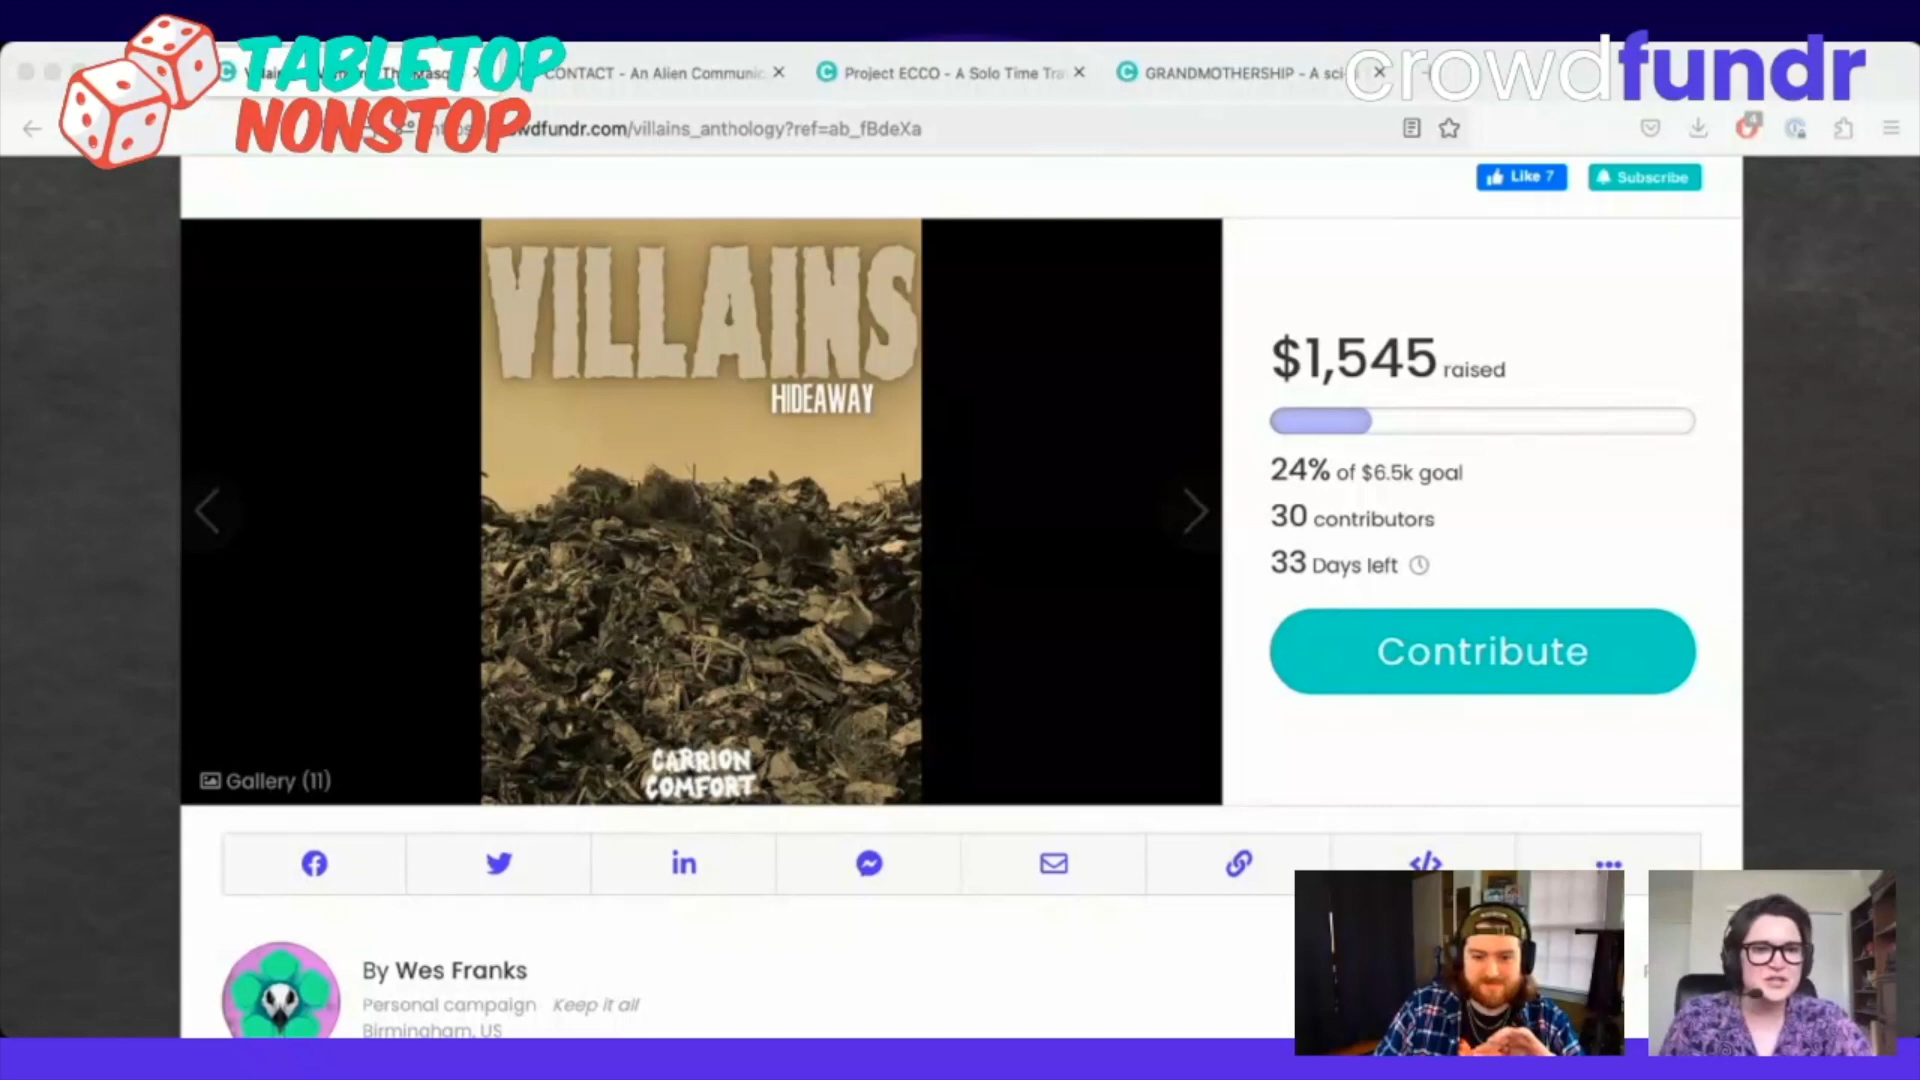 TABLETOP
NONSTOP
crowdfundr
CONTACT - An Alien Communic
Project ECCO - A Solo Time Tra
GRANDMOTHERSHIP - A sci-
wdfundr.com/villains_anthology?ref=ab_fBdeXa
4
Like 7
Subscribe
VILLAINS
HIDEAWAY
CARRION
COMFORT
Gallery (11)
$1,545 raised
24% of $6.5k goal
30 contributors
33 Days left
Contribute
By Wes Franks
Personal campaign Keep it all
Birmingham, US